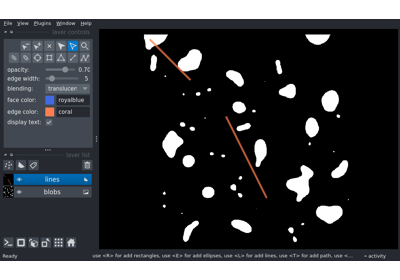 File View Plugins Window Help
layer controls
opacity: 0.70
edge width: 5
blending: translucen
face color: royalblue
edge color: coral
display text:
layer list
lines
blobs
Ready use <R> for add rectangles, use <E> for add ellipses, use <L> for add lines, use <T> for add path, use <... activity